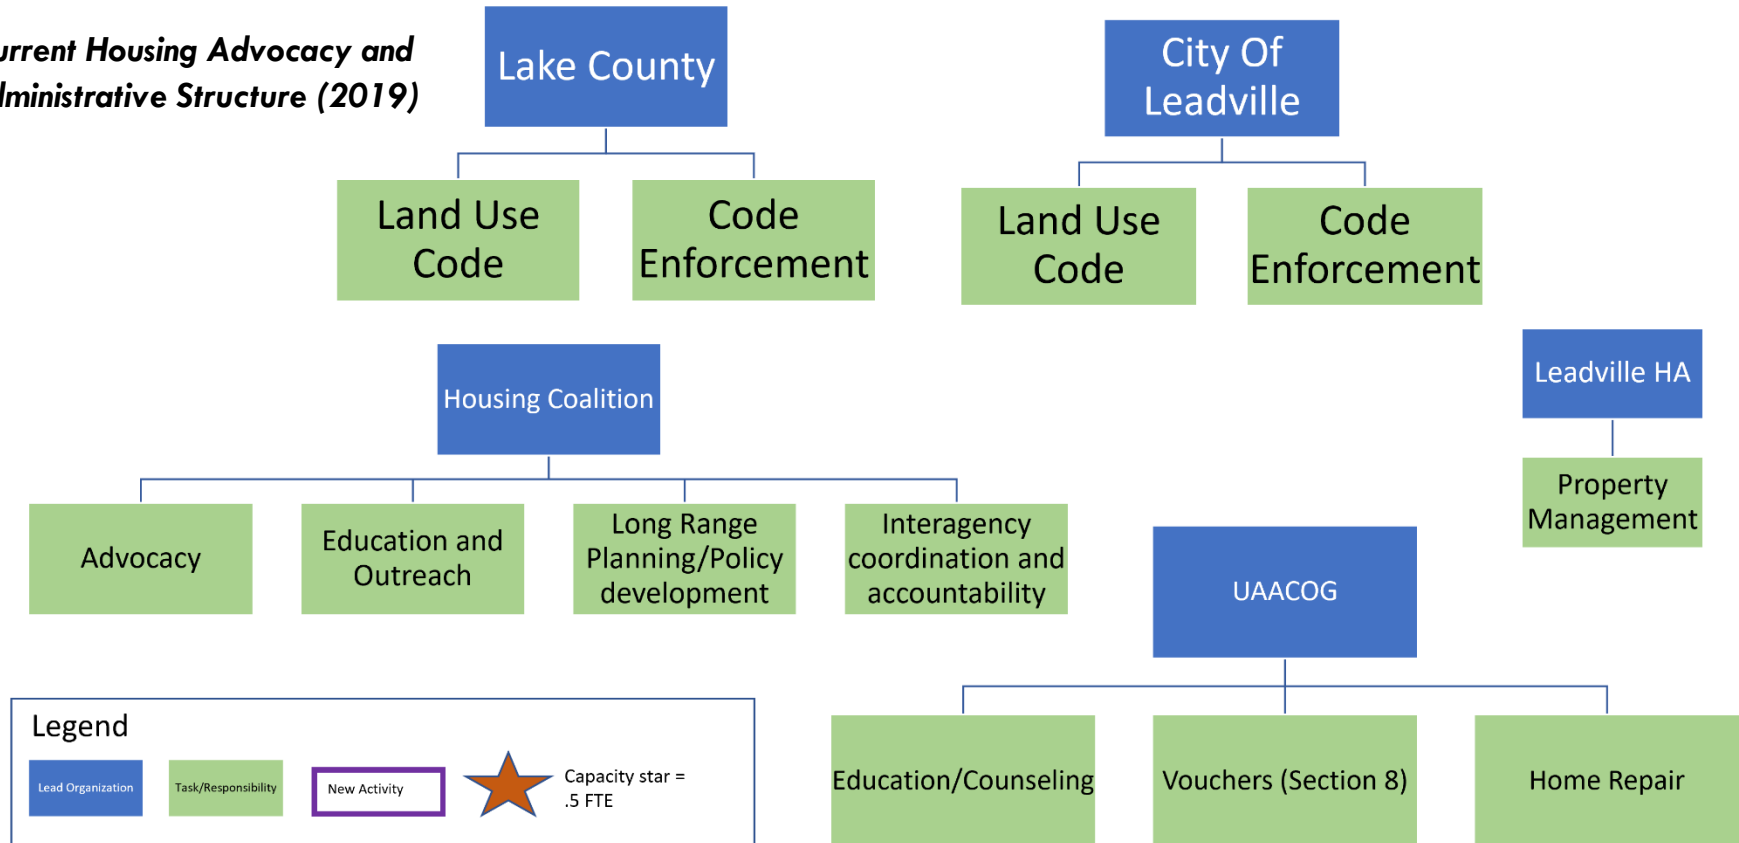 urrent Housing Advocacy and
dministrative Structure (2019)
Lake County
City Of
Leadville
Land Use
Code
Code
Enforcement
Land Use
Code
Code
Enforcement
Housing Coalition
Leadville HA
Property
Management
Advocacy
Education and
Outreach
Long Range
Planning/Policy
development
Interagency
coordination and
accountability
UAACOG
Education/Counseling
Vouchers (Section 8)
Home Repair
Legend
Lead Organization
Task/Responsibility
New Activity
Capacity star =
.5 FTE